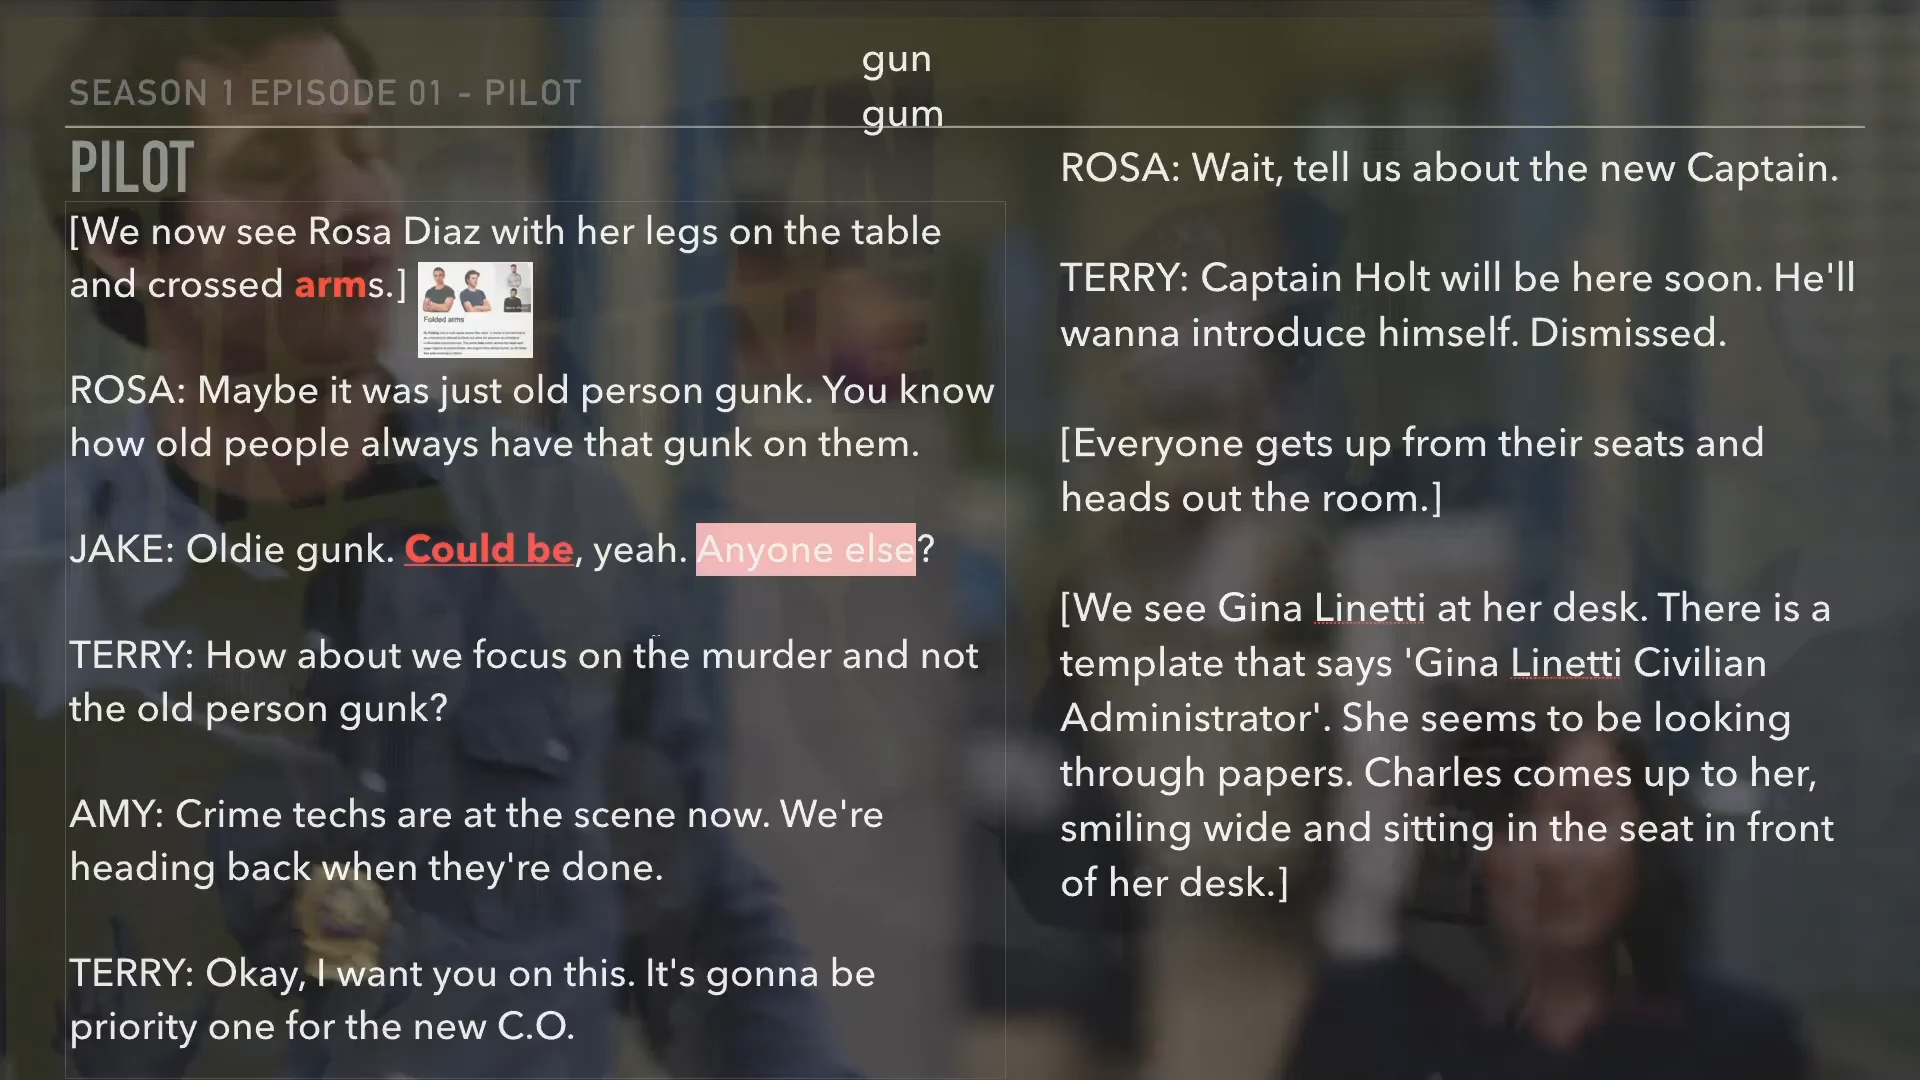 gun
gum
SEASON 1 EPISODE 01 - PILOT
PILOT
[We now see Rosa Diaz with her legs on the table
and crossed arms.]
Folded arms
ROSA: Maybe it was just old person gunk. You know
how old people always have that gunk on them.
JAKE: Oldie gunk. Could be, yeah. Anyone else?
TERRY: How about we focus on the murder and not
the old person gunk?
AMY: Crime techs are at the scene now. We're
heading back when they're done.
TERRY: Okay, I want you on this. It's gonna be
priority one for the new C.O.
ROSA: Wait, tell us about the new Captain.
TERRY: Captain Holt will be here soon. He'll
wanna introduce himself. Dismissed.
[Everyone gets up from their seats and
heads out the room.]
[We see Gina Linetti at her desk. There is a
template that says 'Gina Linetti Civilian
Administrator'. She seems to be looking
through papers. Charles comes up to her,
smiling wide and sitting in the seat in front
of her desk.]